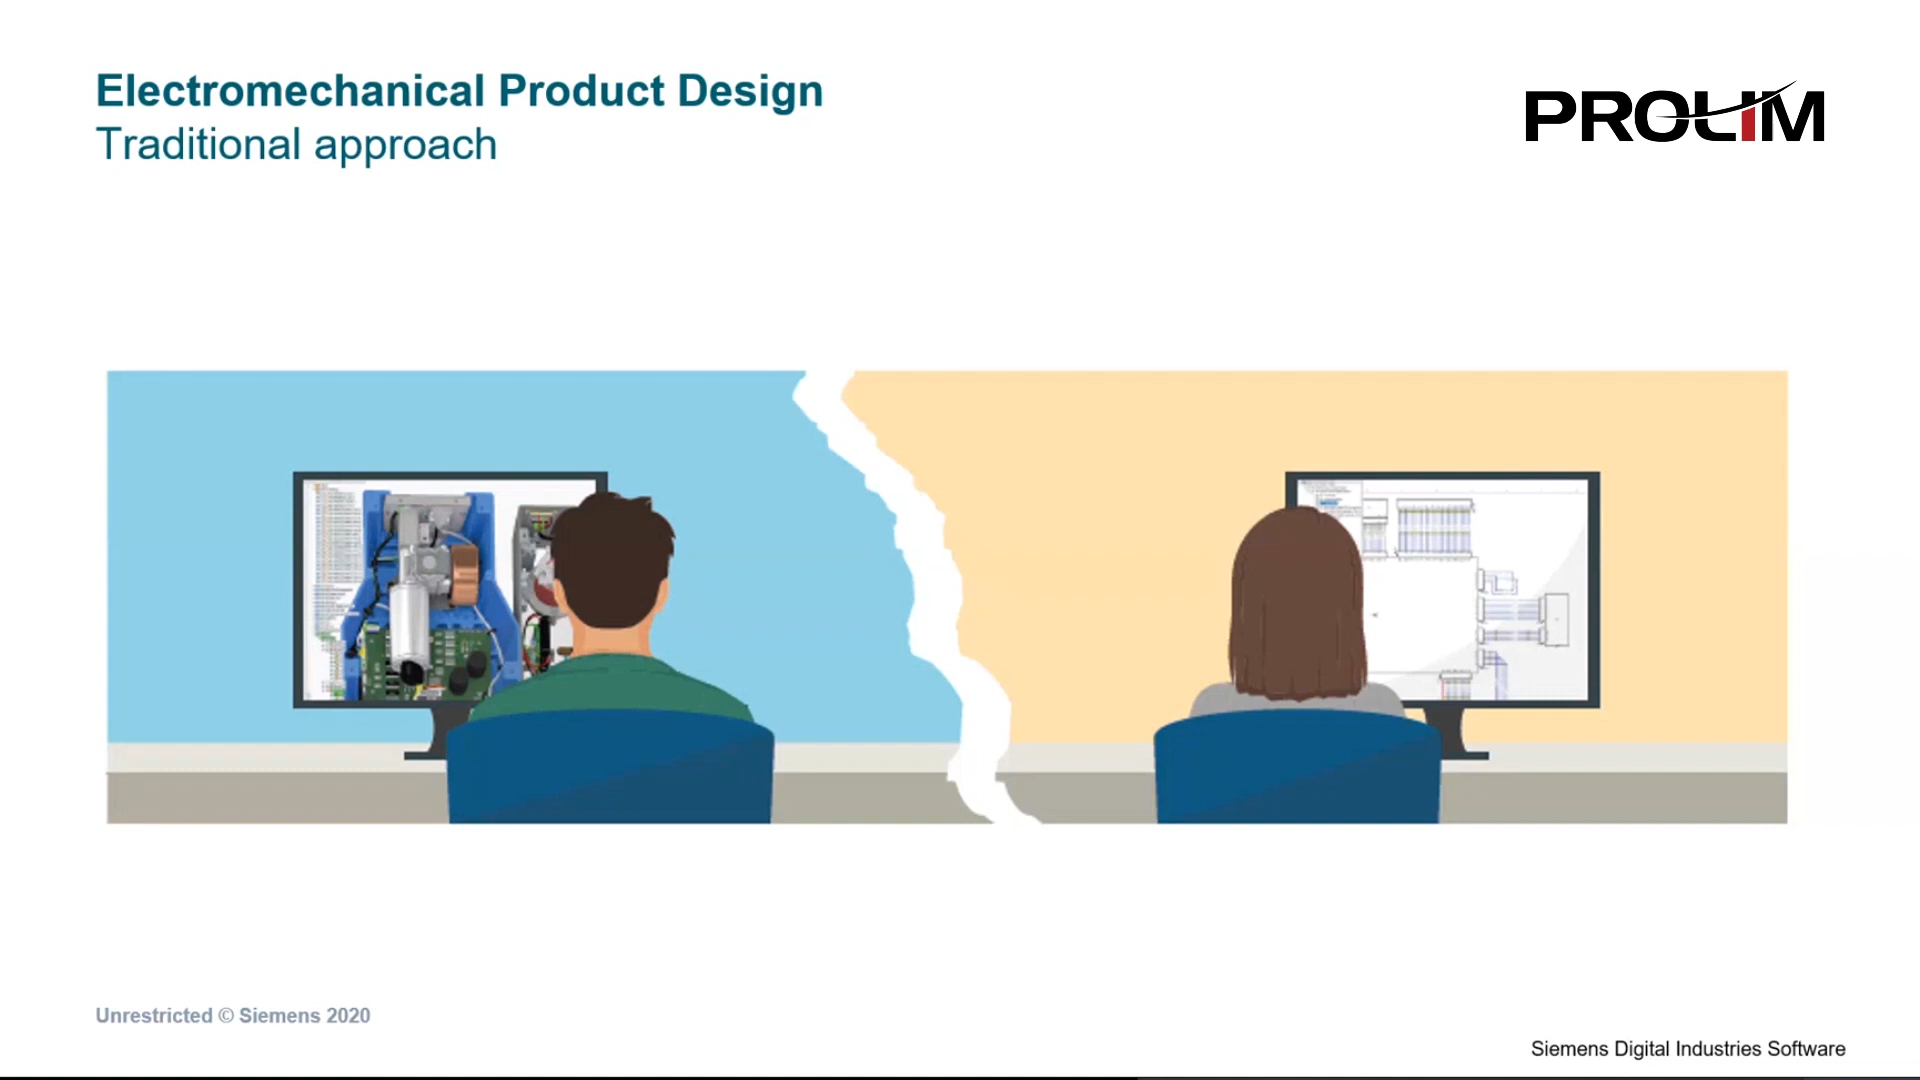 Electromechanical Product Design
Traditional approach
PROLIM
Unrestricted © Siemens 2020
Siemens Digital Industries Software